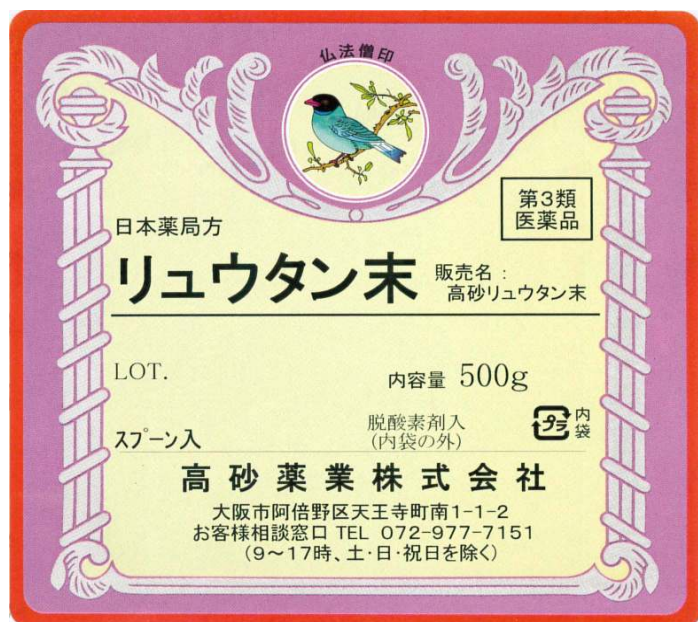 仏法僧印
第3類
医薬品
日本薬局方
リュウタン末
販売名：
高砂リュウタン末
LOT.
内容量 500g
スプーン入
脱酸素剤入
(内袋の外)
プラ
内
袋
高砂薬業株式会社
大阪市阿倍野区天王寺町南1-1-2
お客様相談窓口 TEL 072-977-7151
(9〜17時、土・日・祝日を除く)